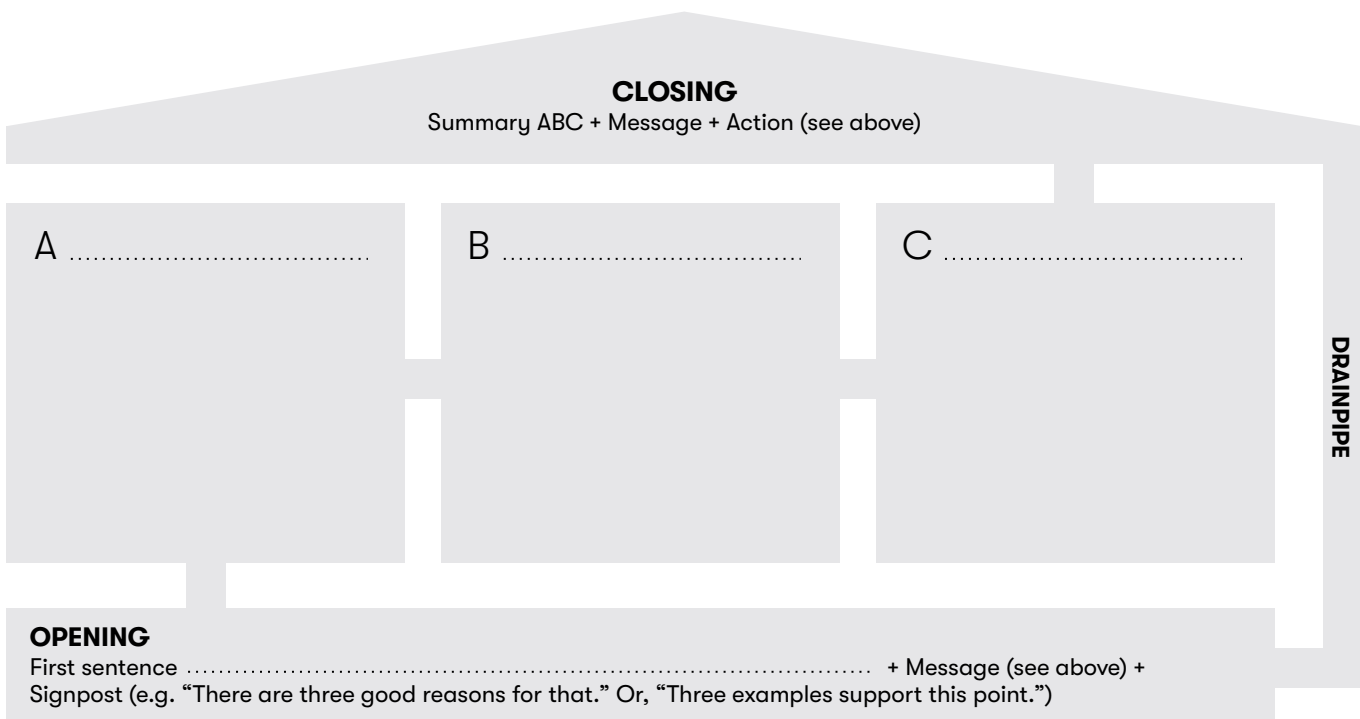 CLOSING
Summary ABC + Message + Action (see above)
A ........................................
B ........................................
C ........................................
DRAINPIPE
OPENING
First sentence ........................................ + Message (see above) +
Signpost (e.g. “There are three good reasons for that.” Or, “Three examples support this point.”)